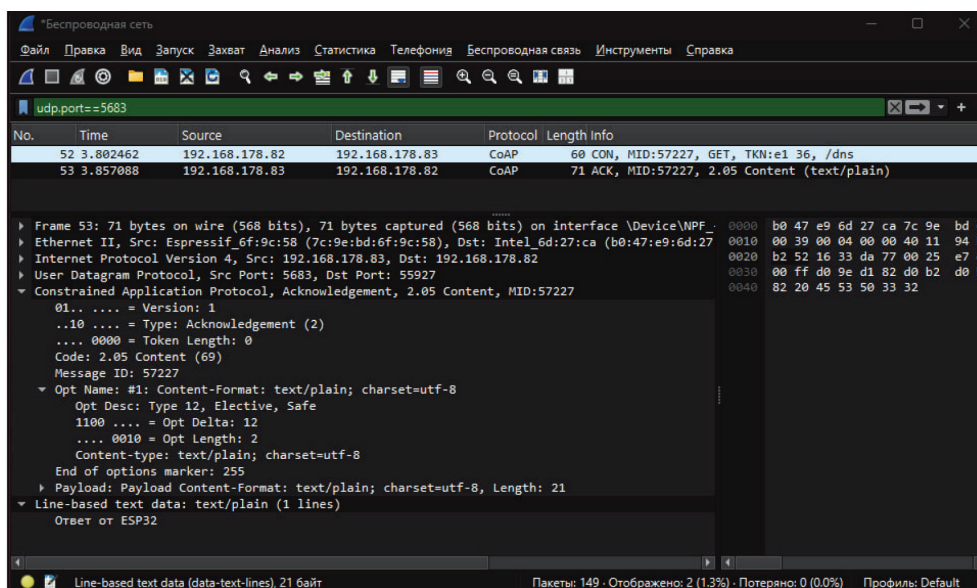 *Беспроводная сеть
Файл Правка Вид Запуск Захват Анализ Статистика Телефония Беспроводная связь Инструменты Справка
udp.port==5683
No. Time Source Destination Protocol Length Info
52 3.802462 192.168.178.82 192.168.178.83 CoAP 60 CON, MID:57227, GET, TKN:e1 36, /dns
53 3.857088 192.168.178.83 192.168.178.82 CoAP 71 ACK, MID:57227, 2.05 Content (text/plain)
Frame 53: 71 bytes on wire (568 bits), 71 bytes captured (568 bits) on interface \Device\NPF_
Ethernet II, Src: Espressif_6f:9c:58 (7c:9e:bd:6f:9c:58), Dst: Intel_6d:27:ca (b0:47:e9:6d:27
Internet Protocol Version 4, Src: 192.168.178.83, Dst: 192.168.178.82
User Datagram Protocol, Src Port: 5683, Dst Port: 55927
Constrained Application Protocol, Acknowledgement, 2.05 Content, MID:57227
01.. .... = Version: 1
..10 .... = Type: Acknowledgement (2)
.... 0000 = Token Length: 0
Code: 2.05 Content (69)
Message ID: 57227
Opt Name: #1: Content-Format: text/plain; charset=utf-8
Opt Desc: Type 12, Elective, Safe
1100 .... = Opt Delta: 12
.... 0010 = Opt Length: 2
Content-type: text/plain; charset=utf-8
End of options marker: 255
Payload: Payload Content-Format: text/plain; charset=utf-8, Length: 21
Line-based text data: text/plain (1 lines)
Ответ от ESP32
0000 b0 47 e9 6d 27 ca 7c 9e bd
0010 00 39 00 04 00 00 40 11 94
0020 b2 52 16 33 da 77 00 25 e7
0030 00 ff d0 9e d1 82 d0 b2 d0
0040 82 20 45 53 50 33 32
Line-based text data (data-text-lines), 21 байт Пакеты: 149 · Отображено: 2 (1.3%) · Потеряно: 0 (0.0%) Профиль: Default